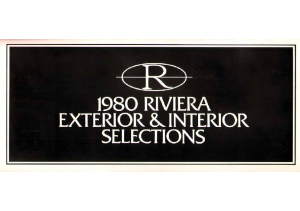 R
1980 RIVIERA
EXTERIOR & INTERIOR
SELECTIONS